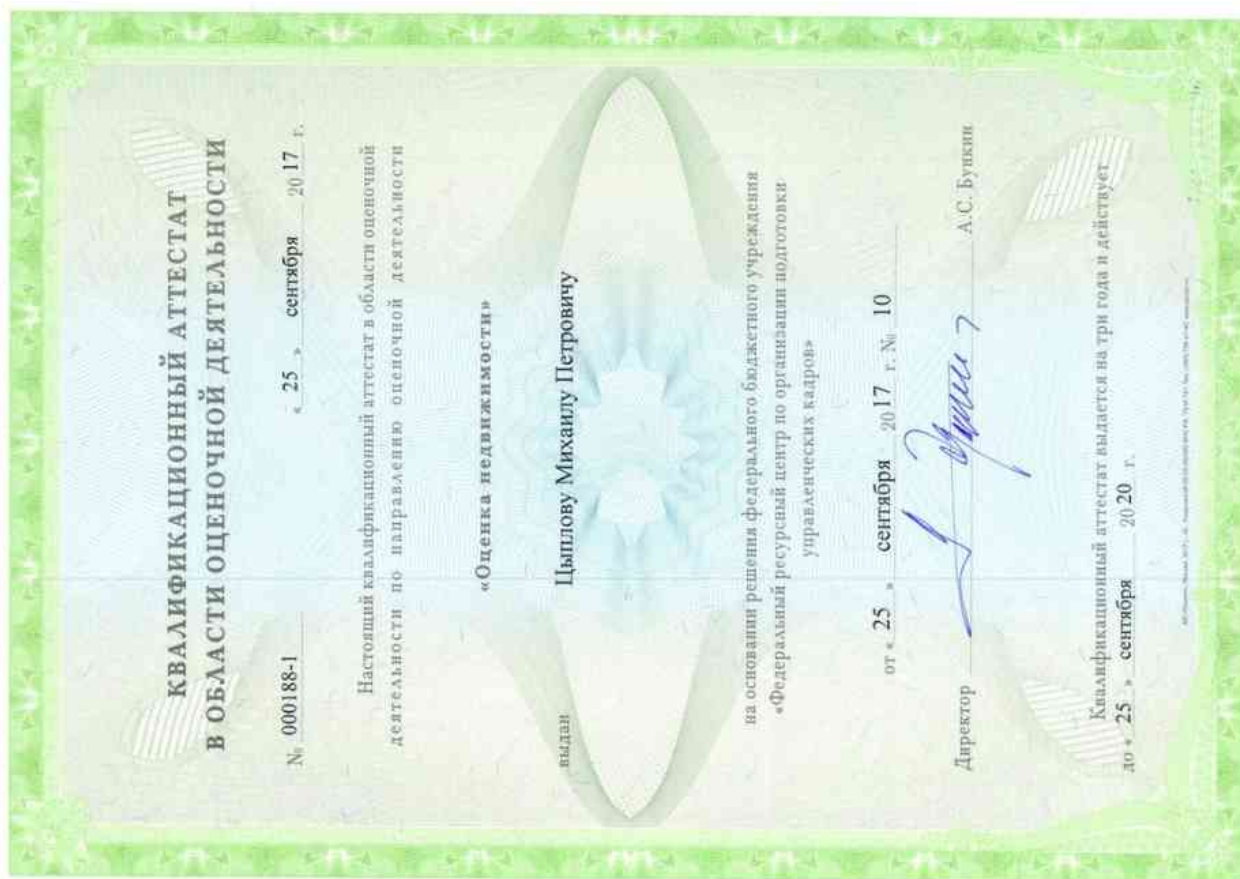 КВАЛИФИКАЦИОННЫЙ АТТЕСТАТ
В ОБЛАСТИ ОЦЕНОЧНОЙ ДЕЯТЕЛЬНОСТИ
№ 000188-1 « 25 » сентября 20 17 г.
Настоящий квалификационный аттестат в области оценочной
деятельности по направлению оценочной деятельности
«Оценка недвижимости»
выдан Цыплову Михаилу Петровичу
на основании решения федерального бюджетного учреждения
«Федеральный ресурсный центр по организации подготовки
управленческих кадров»
от « 25 » сентября 20 17 г. № 10
Директор А.С. Бункин
Квалификационный аттестат выдается на три года и действует
до « 25 » сентября 20 20 г.